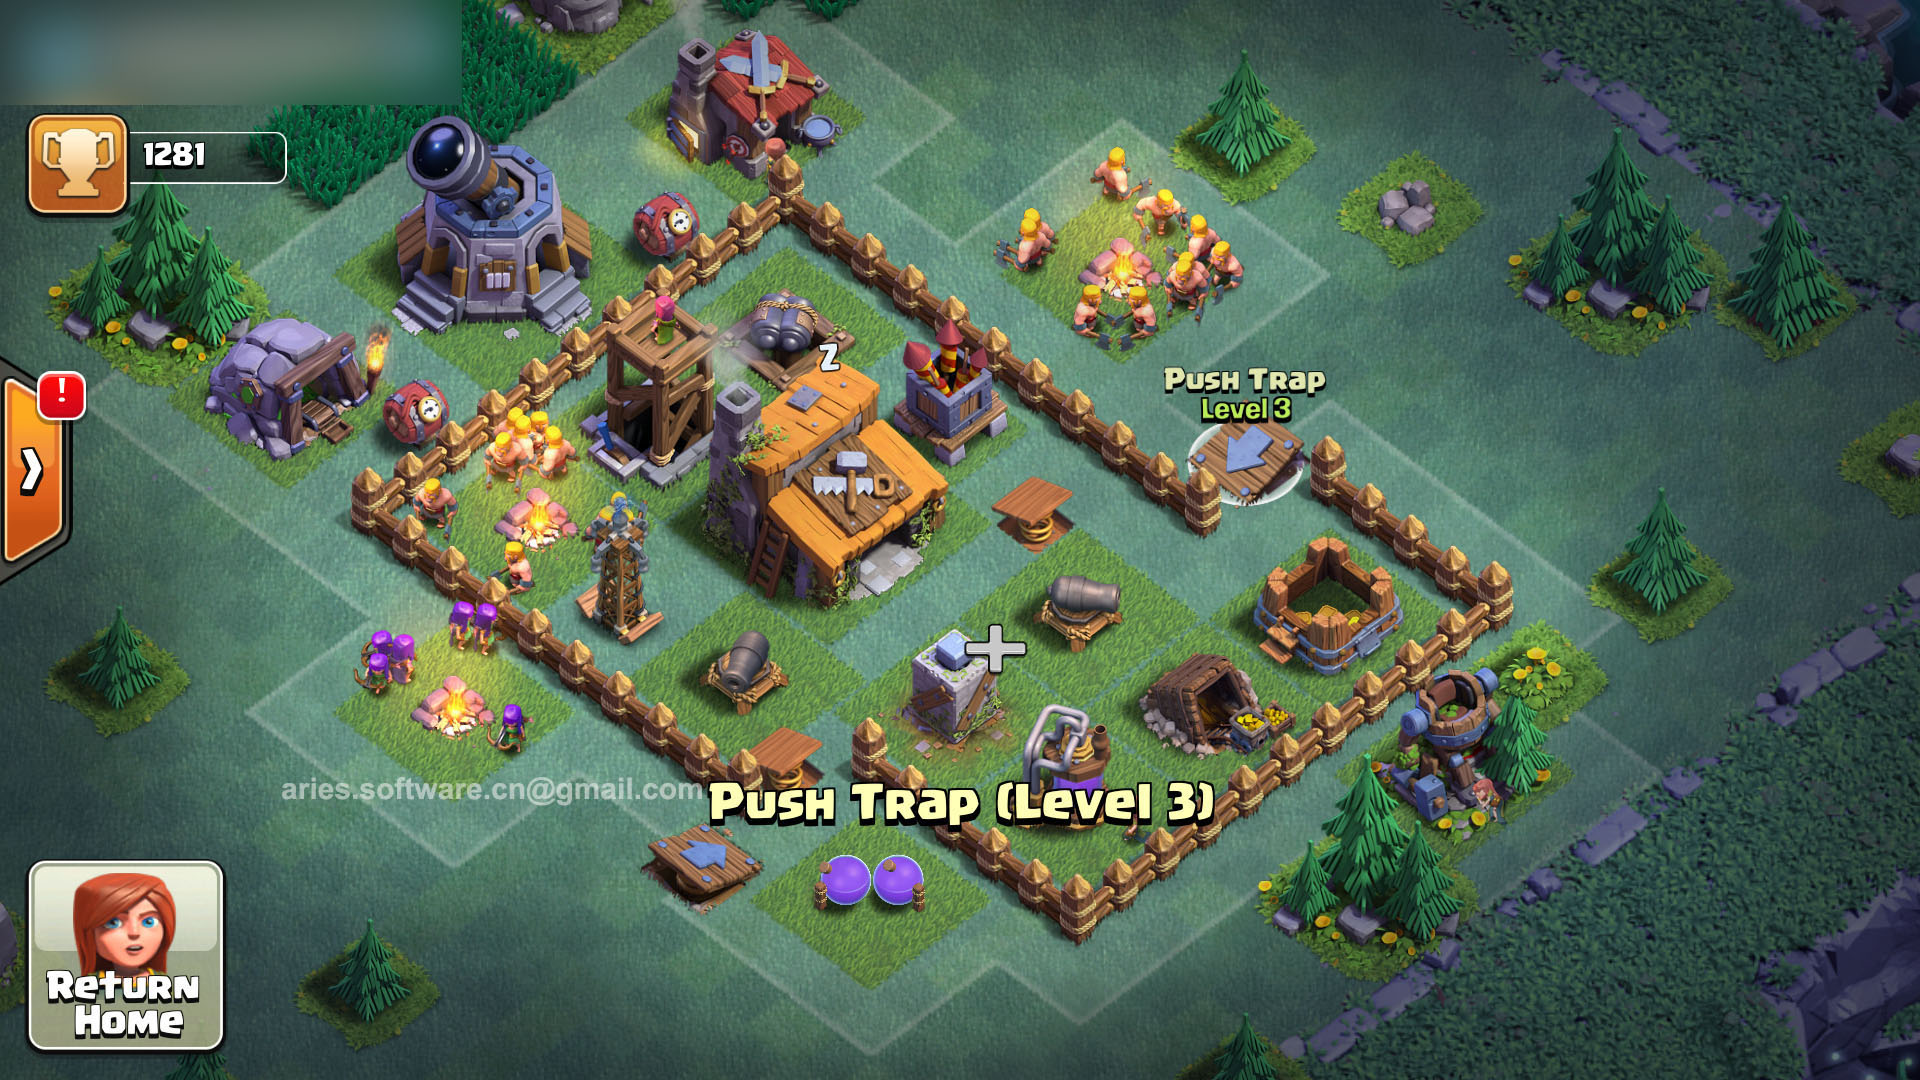 1281
!
Z
Push Trap
Level 3
aries.software.cn@gmail.com
Push Trap (Level 3)
Return
Home